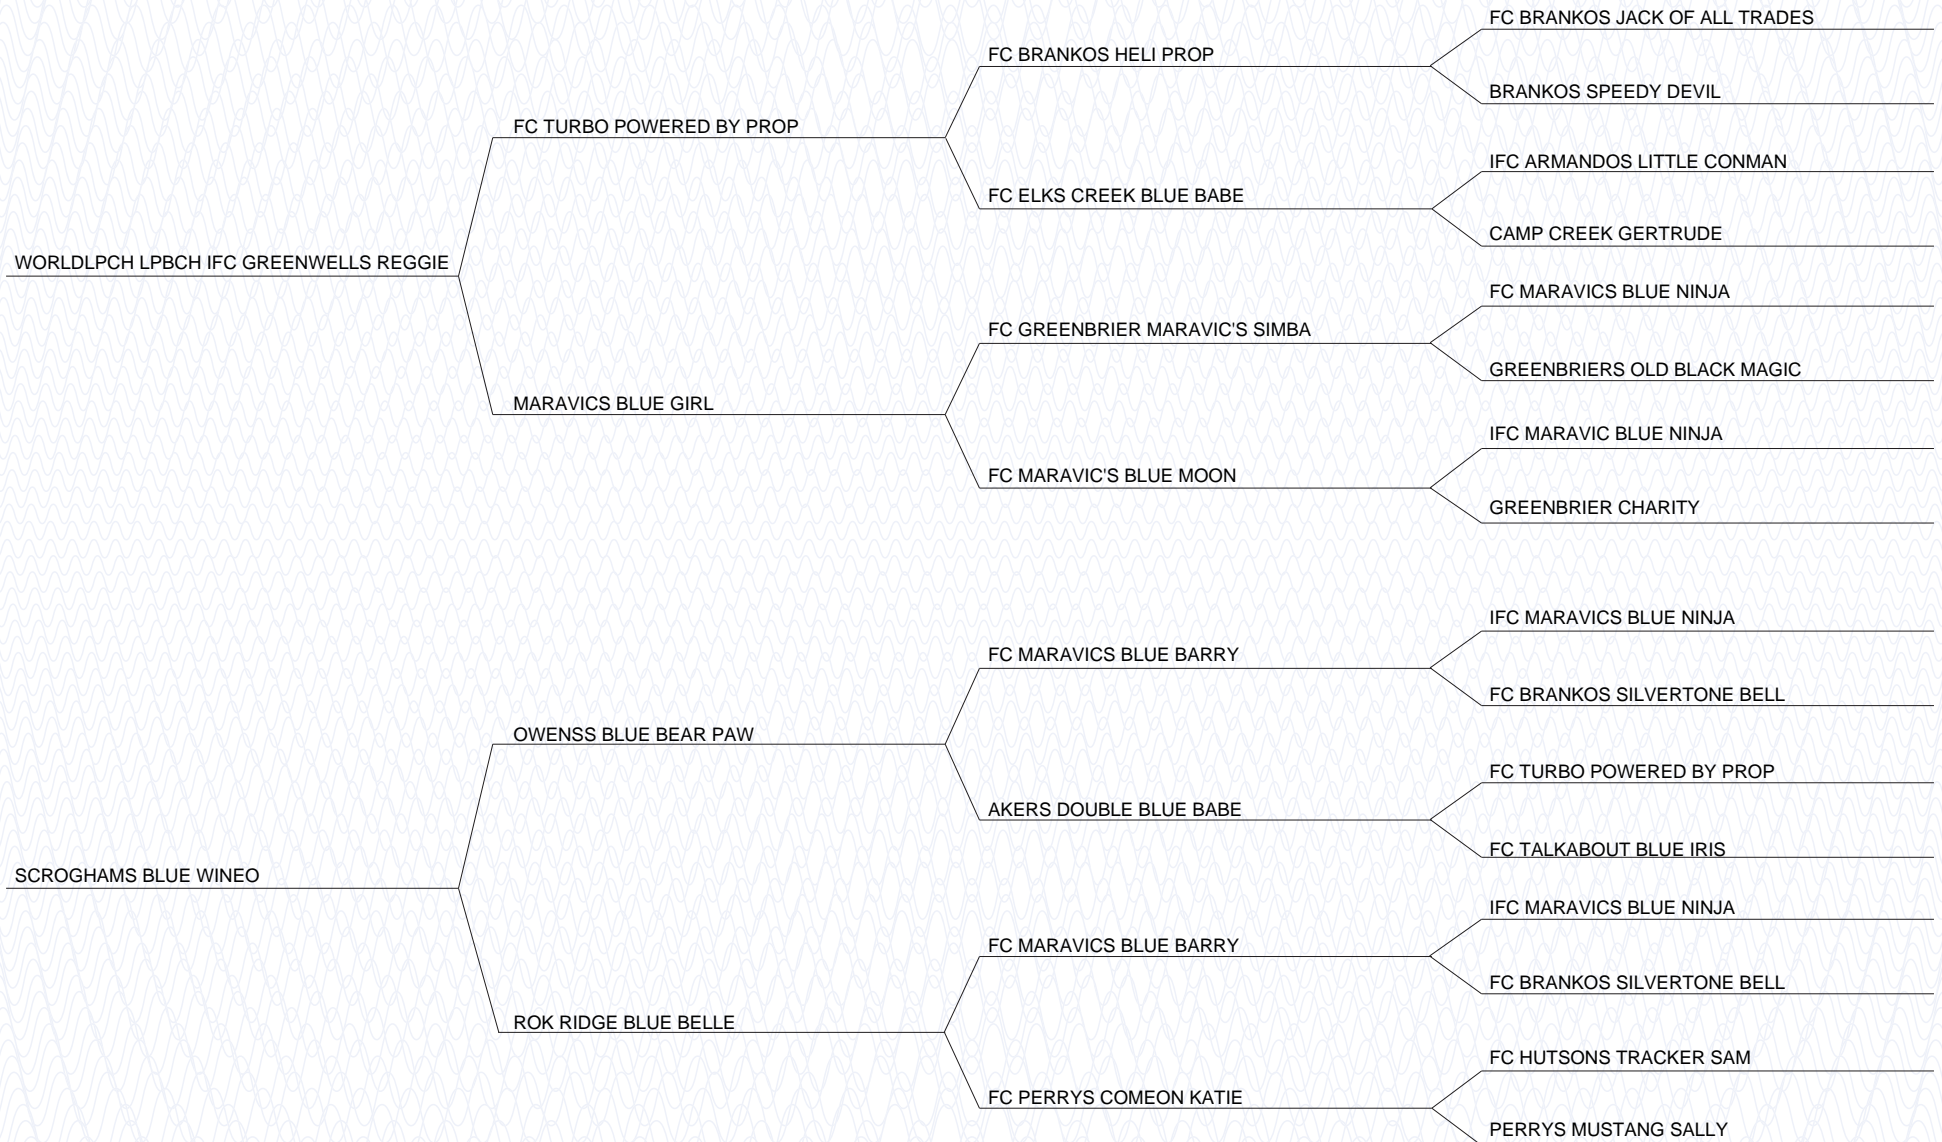 FC BRANKOS JACK OF ALL TRADES
FC BRANKOS HELI PROP
BRANKOS SPEEDY DEVIL
FC TURBO POWERED BY PROP
IFC ARMANDOS LITTLE CONMAN
FC ELKS CREEK BLUE BABE
CAMP CREEK GERTRUDE
WORLDLPCH LPBCH IFC GREENWELLS REGGIE
FC MARAVICS BLUE NINJA
FC GREENBRIER MARAVIC'S SIMBA
GREENBRIERS OLD BLACK MAGIC
MARAVICS BLUE GIRL
IFC MARAVIC BLUE NINJA
FC MARAVIC'S BLUE MOON
GREENBRIER CHARITY
IFC MARAVICS BLUE NINJA
FC MARAVICS BLUE BARRY
FC BRANKOS SILVERTONE BELL
OWENSS BLUE BEAR PAW
FC TURBO POWERED BY PROP
AKERS DOUBLE BLUE BABE
FC TALKABOUT BLUE IRIS
SCROGHAMS BLUE WINEO
IFC MARAVICS BLUE NINJA
FC MARAVICS BLUE BARRY
FC BRANKOS SILVERTONE BELL
ROK RIDGE BLUE BELLE
FC HUTSONS TRACKER SAM
FC PERRYS COMEON KATIE
PERRYS MUSTANG SALLY